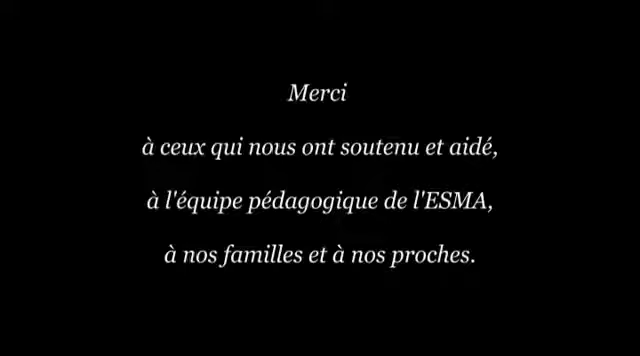 Merci
à ceux qui nous ont soutenu et aidé,
à l'équipe pédagogique de l'ESMA,
à nos familles et à nos proches.